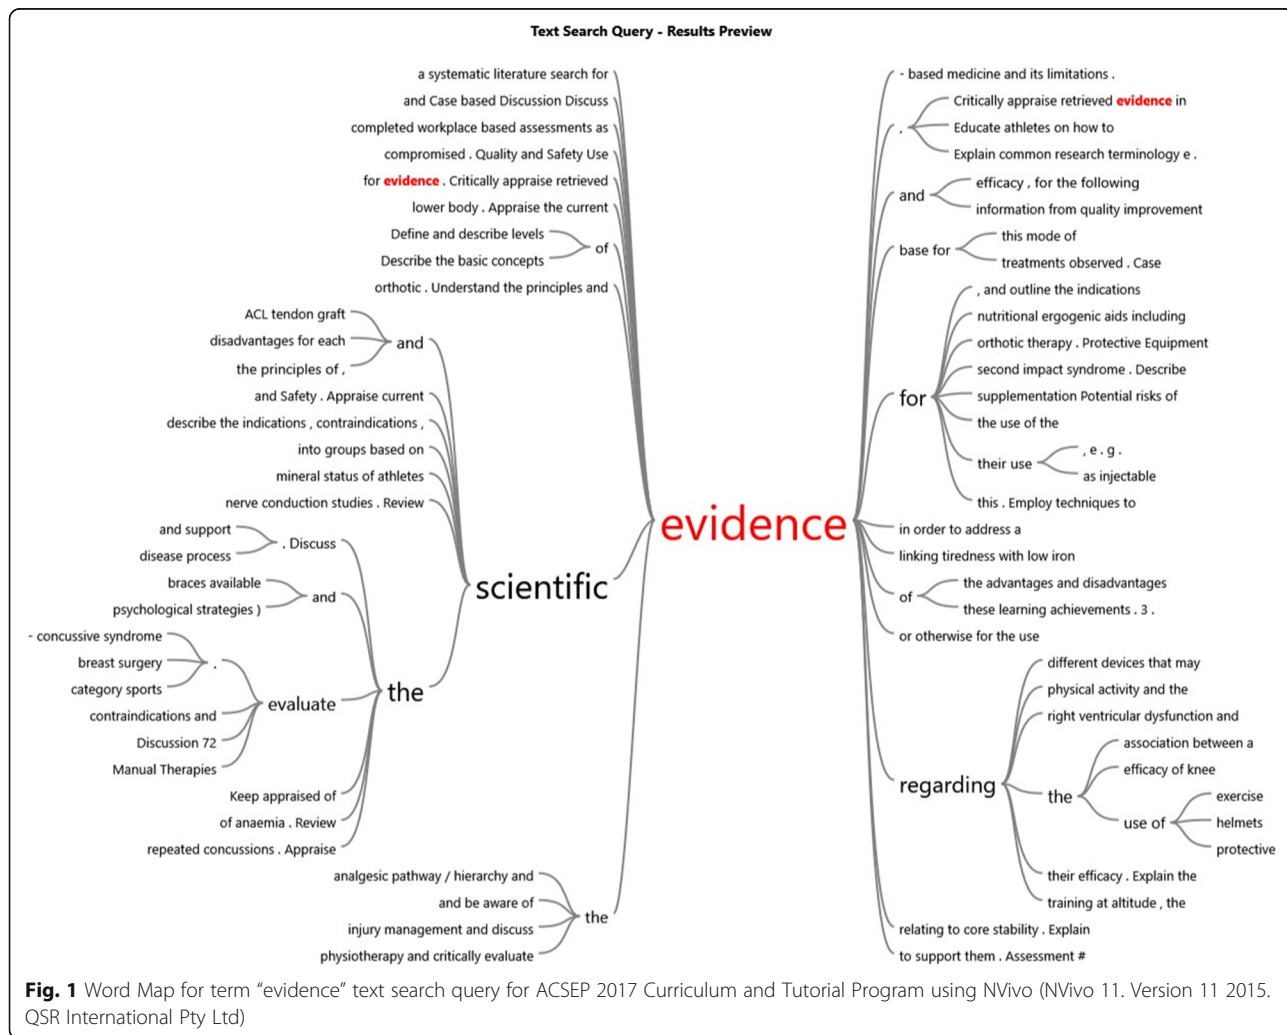 Text Search Query - Results Preview
a systematic literature search for
and Case based Discussion Discuss
completed workplace based assessments as
compromised . Quality and Safety Use
for evidence . Critically appraise retrieved
lower body . Appraise the current
Define and describe levels
Describe the basic concepts
of
orthotic . Understand the principles and
ACL tendon graft
disadvantages for each
the principles of ,
and
and Safety . Appraise current
describe the indications , contraindications ,
into groups based on
mineral status of athletes
nerve conduction studies . Review
and support
disease process
. Discuss
braces available
psychological strategies )
and
- concussive syndrome
breast surgery
category sports
.
contraindications and
Discussion 72
Manual Therapies
evaluate
Keep appraised of
of anaemia . Review
repeated concussions . Appraise
the
scientific
analgesic pathway / hierarchy and
and be aware of
injury management and discuss
physiotherapy and critically evaluate
the
evidence
- based medicine and its limitations .
.
Critically appraise retrieved evidence in
Educate athletes on how to
Explain common research terminology e .
and
efficacy , for the following
information from quality improvement
base for
this mode of
treatments observed . Case
for
, and outline the indications
nutritional ergogenic aids including
orthotic therapy . Protective Equipment
second impact syndrome . Describe
supplementation Potential risks of
the use of the
their use
, e . g .
as injectable
this . Employ techniques to
in order to address a
linking tiredness with low iron
of
the advantages and disadvantages
these learning achievements . 3 .
or otherwise for the use
regarding
different devices that may
physical activity and the
right ventricular dysfunction and
the
association between a
efficacy of knee
use of
exercise
helmets
protective
their efficacy . Explain the
training at altitude , the
relating to core stability . Explain
to support them . Assessment #
Fig. 1 Word Map for term “evidence” text search query for ACSEP 2017 Curriculum and Tutorial Program using NVivo (NVivo 11. Version 11 2015.
QSR International Pty Ltd)